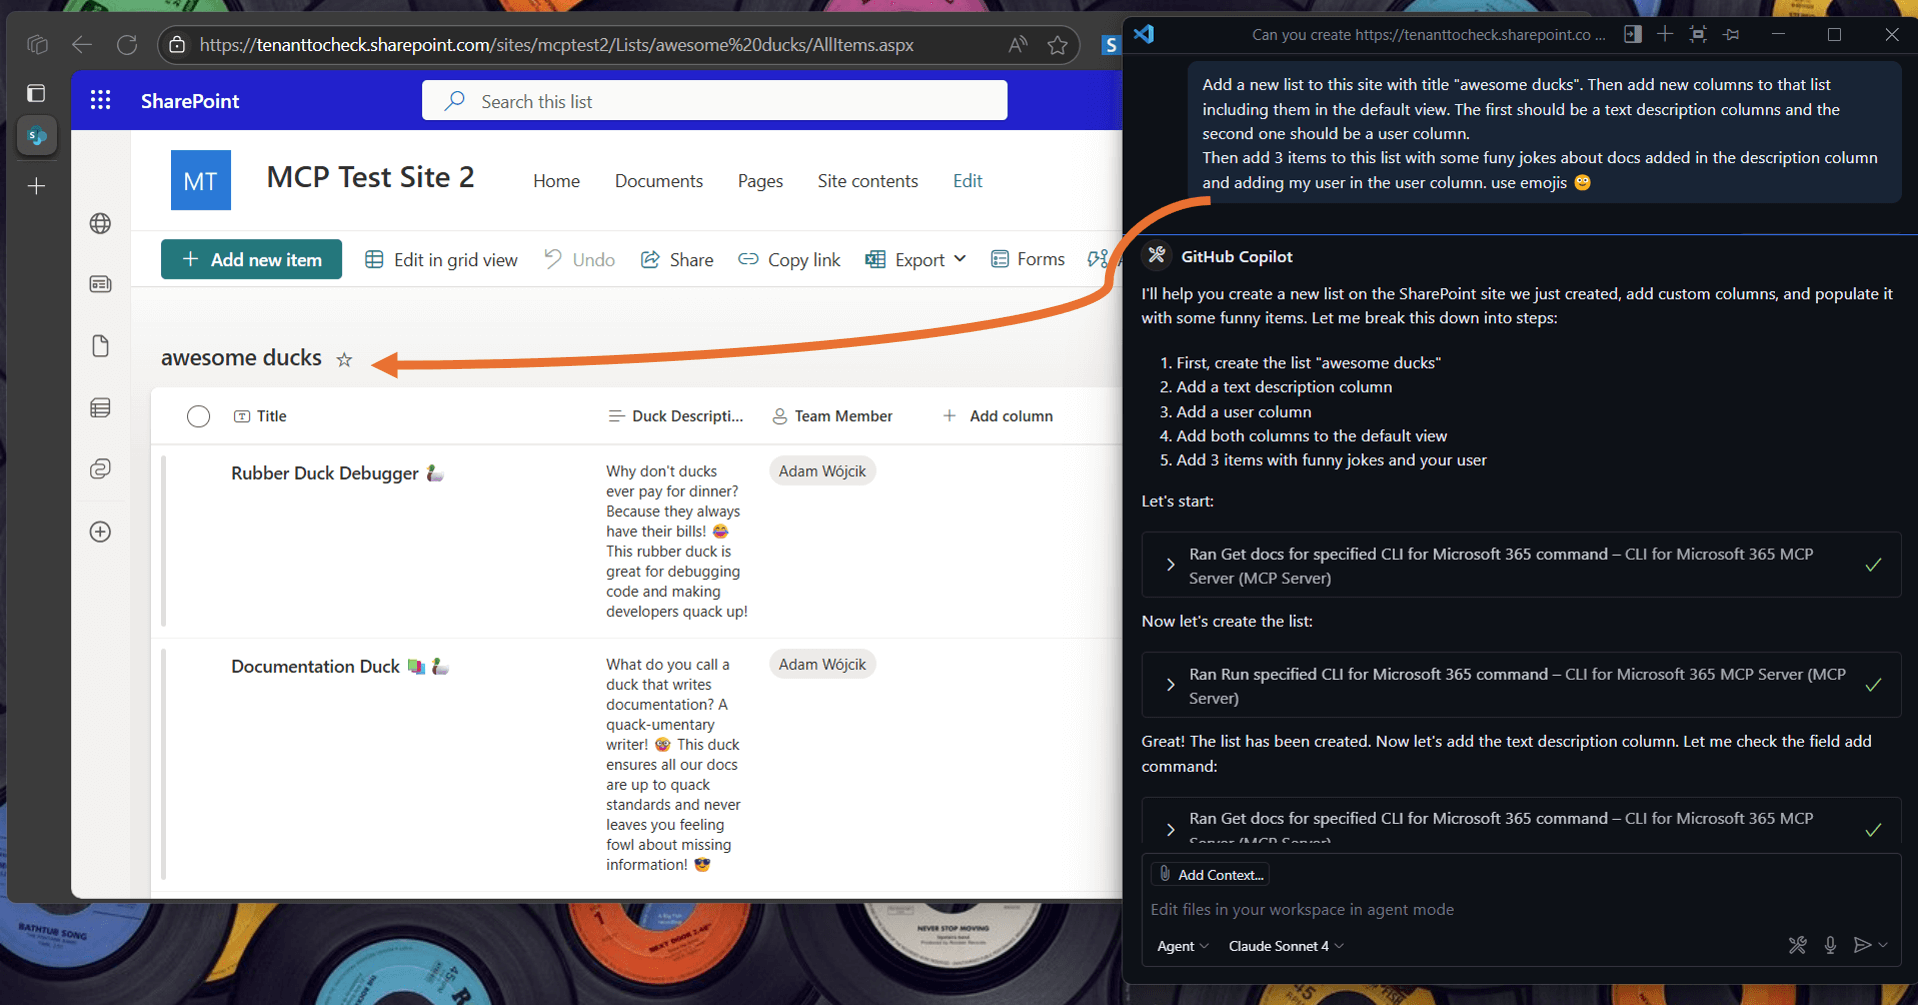 https://tenanttocheck.sharepoint.com/sites/mcptest2/Lists/awesome%20ducks/AllItems.aspx
SharePoint
Search this list
MT
MCP Test Site 2
Home
Documents
Pages
Site contents
Edit
Add new item
Edit in grid view
Undo
Share
Copy link
Export
Forms
awesome ducks
Title
Duck Descripti...
Team Member
Add column
Rubber Duck Debugger 🦆
Why don't ducks
ever pay for dinner?
Because they always
have their bills! 😂
This rubber duck is
great for debugging
code and making
developers quack up!
Adam Wójcik
Documentation Duck 📚🦆
What do you call a
duck that writes
documentation? A
quack-umentary
writer! 🤓 This duck
ensures all our docs
are up to quack
standards and never
leaves you feeling
fowl about missing
information! 😎
Adam Wójcik
Can you create https://tenanttocheck.sharepoint.co ...
Add a new list to this site with title "awesome ducks". Then add new columns to that list
including them in the default view. The first should be a text description columns and the
second one should be a user column.
Then add 3 items to this list with some funy jokes about docs added in the description column
and adding my user in the user column. use emojis 🙂
GitHub Copilot
I'll help you create a new list on the SharePoint site we just created, add custom columns, and populate it
with some funny items. Let me break this down into steps:
1. First, create the list "awesome ducks"
2. Add a text description column
3. Add a user column
4. Add both columns to the default view
5. Add 3 items with funny jokes and your user
Let's start:
Ran Get docs for specified CLI for Microsoft 365 command – CLI for Microsoft 365 MCP
Server (MCP Server)
Now let's create the list:
Ran Run specified CLI for Microsoft 365 command – CLI for Microsoft 365 MCP Server (MCP
Server)
Great! The list has been created. Now let's add the text description column. Let me check the field add
command:
Ran Get docs for specified CLI for Microsoft 365 command – CLI for Microsoft 365 MCP
Server (MCP Server)
Add Context...
Edit files in your workspace in agent mode
Agent
Claude Sonnet 4
BATHTUB SONG
NEXT DOOR 2.48"
1
NEVER STOP MOVING
45
45